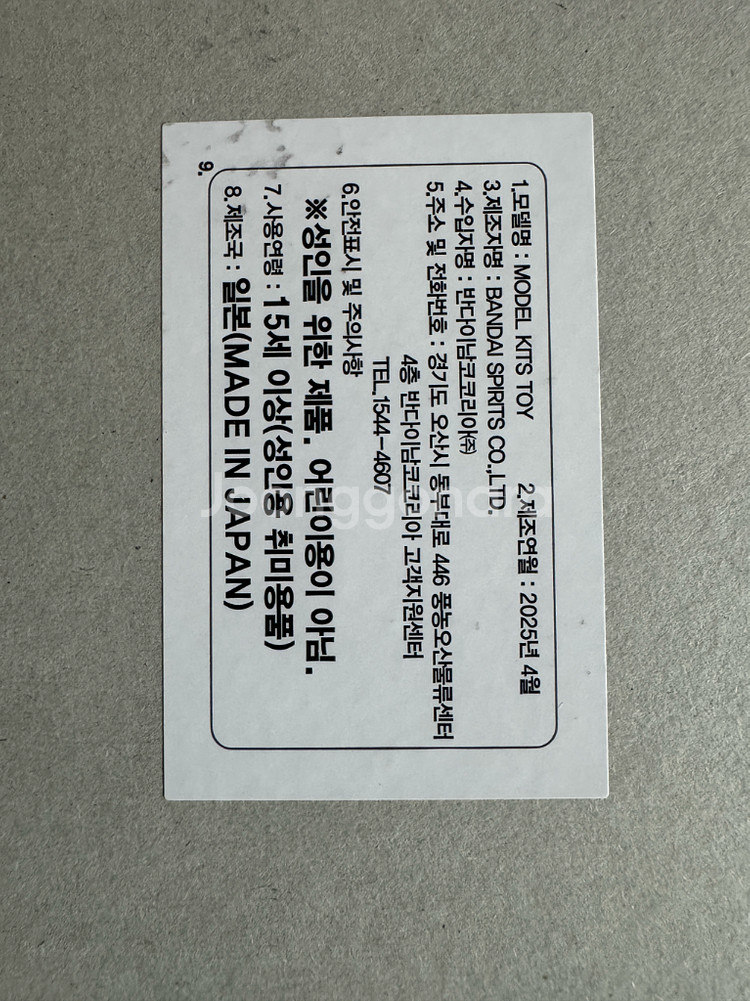 1.모델명 : MODEL KITS TOY 2.제조연월 : 2025년 4월
3.제조자명 : BANDAI SPIRITS CO.,LTD.
4.수입자명 : 반다이남코코리아㈜
5.주소 및 전화번호 : 경기도 오산시 동부대로 446 풍농오산물류센터
4층 반다이남코코리아 고객지원센터
TEL.1544-4607
6.안전표시 및 주의사항
※성인을 위한 제품. 어린이용이 아님.
7.사용연령 : 15세 이상(성인용 취미용품)
8.제조국 : 일본(MADE IN JAPAN)
9.
Joonggonara